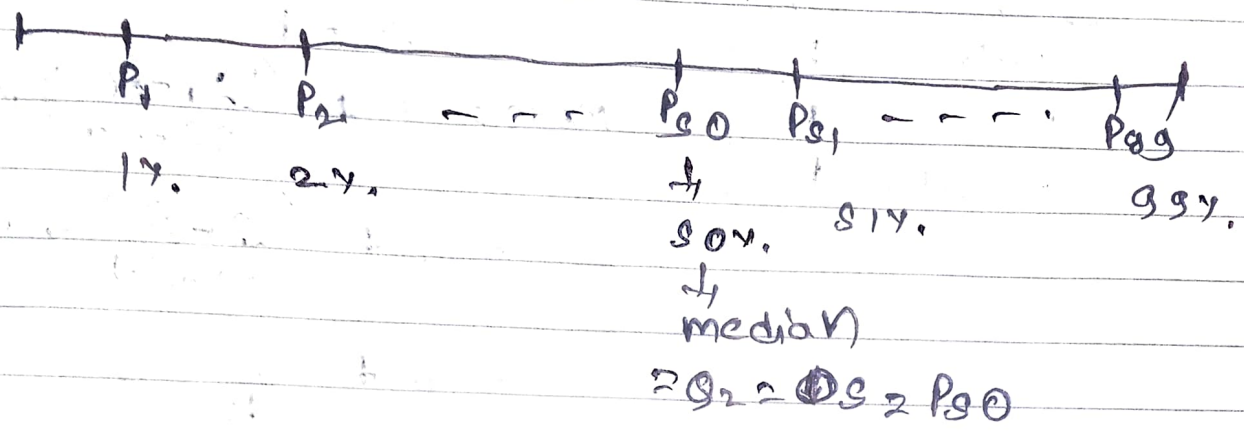 P1 P2 - - - P50 P51 - - - P99
1% 2% ↓ 99%
50% 51%
↓
median
= Q2 = D5 = P50